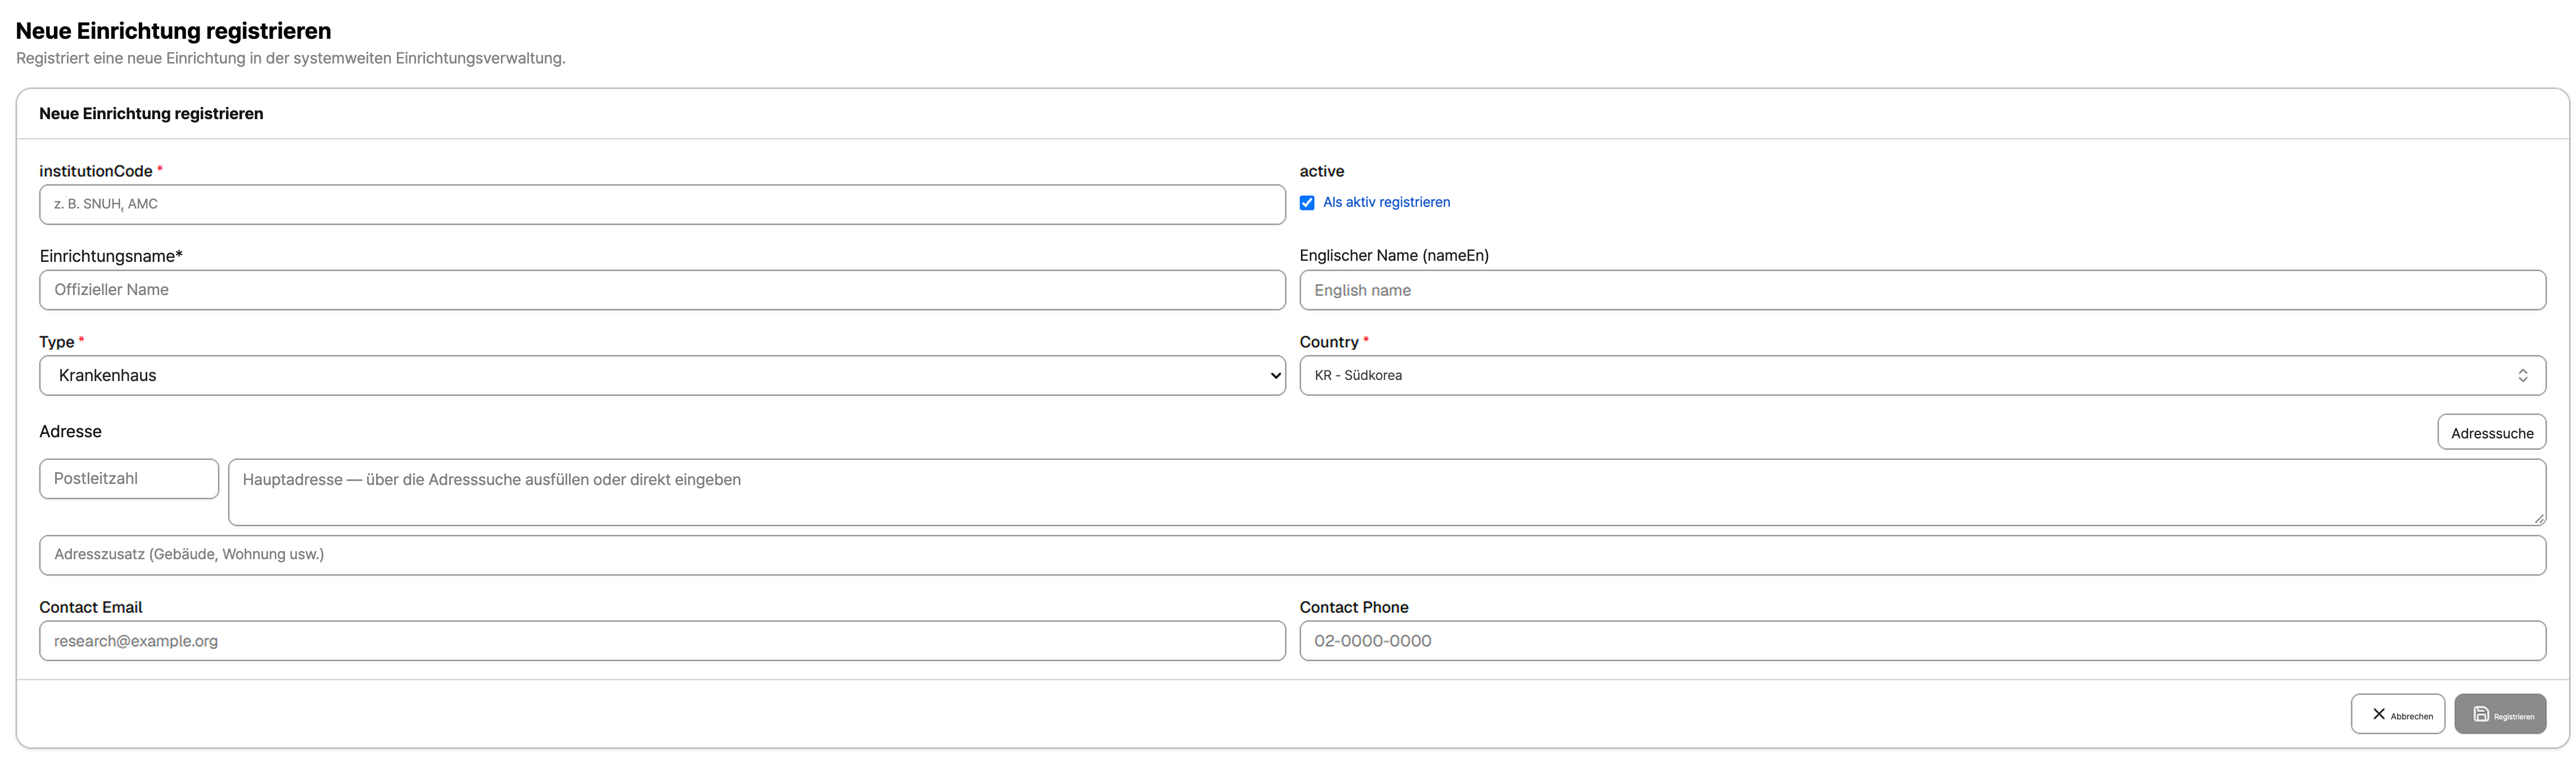 Neue Einrichtung registrieren
Registriert eine neue Einrichtung in der systemweiten Einrichtungsverwaltung.
Neue Einrichtung registrieren
institutionCode *
z. B. SNUH, AMC
active
Als aktiv registrieren
Einrichtungsname*
Offizieller Name
Englischer Name (nameEn)
English name
Type *
Krankenhaus
Country *
KR - Südkorea
Adresse
Adresssuche
Postleitzahl
Hauptadresse — über die Adresssuche ausfüllen oder direkt eingeben
Adresszusatz (Gebäude, Wohnung usw.)
Contact Email
research@example.org
Contact Phone
02-0000-0000
Abbrechen
Registrieren